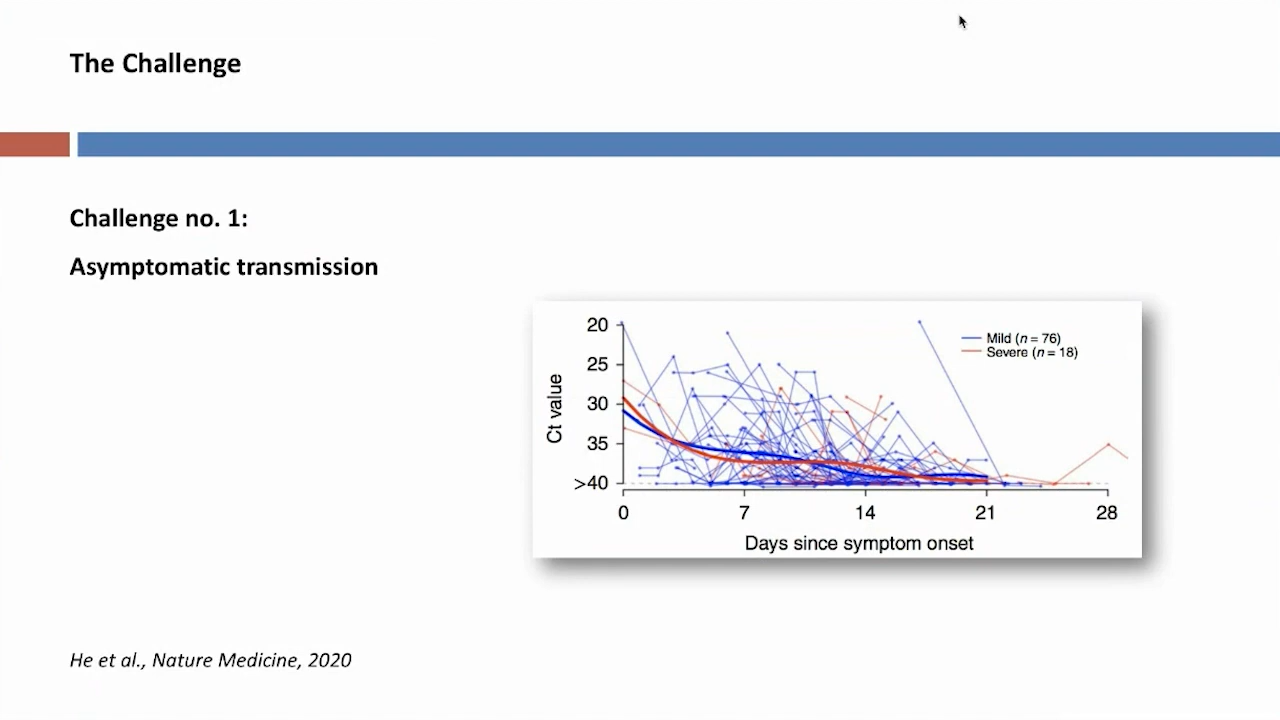 The Challenge
Challenge no. 1:
Asymptomatic transmission
20
25
30
35
>40
Ct value
Mild (n = 76)
Severe (n = 18)
0 7 14 21 28
Days since symptom onset
He et al., Nature Medicine, 2020